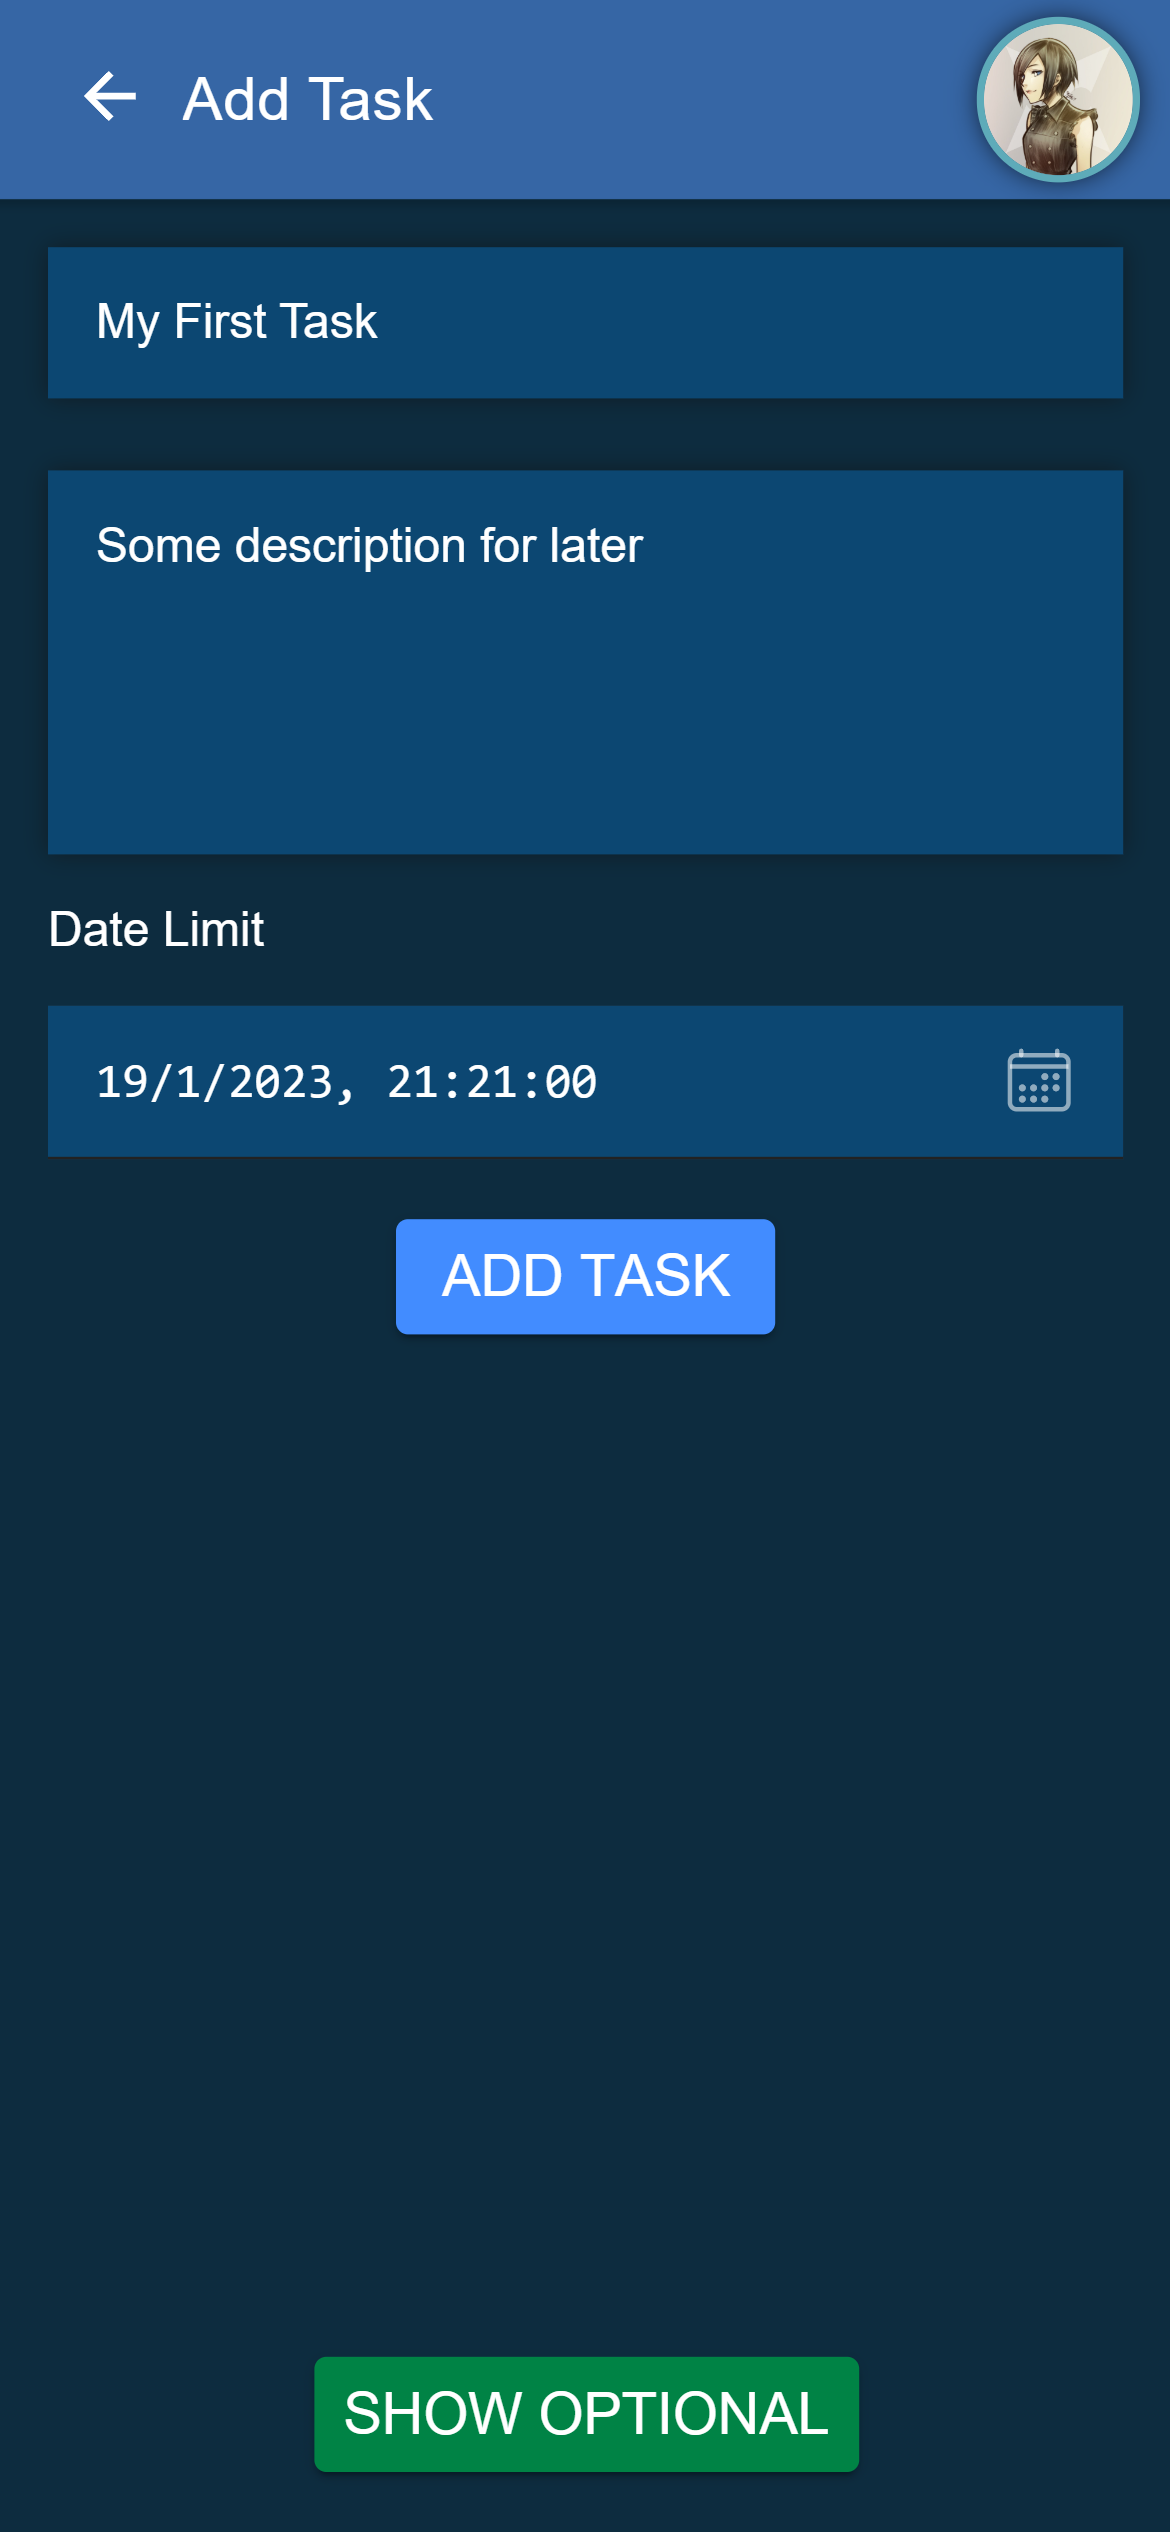 Add Task
My First Task
Some description for later
Date Limit
19/1/2023, 21:21:00
ADD TASK
SHOW OPTIONAL